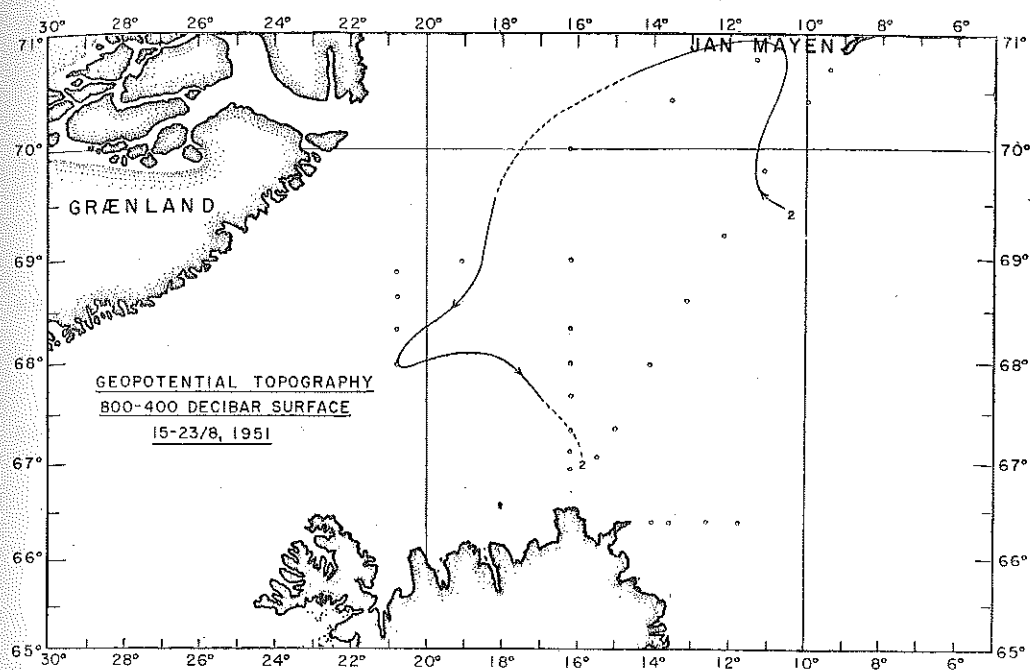 30° 28° 26° 24° 22° 20° 18° 16° 14° 12° 10° 8° 6°
71° JAN MAYEN 71°
70° 70°
GRÆNLAND
2
69° 69°
68° 68°
GEOPOTENTIAL TOPOGRAPHY
800-400 DECIBAR SURFACE
15-23/8, 1951
67° 2 67°
66° 66°
65° 65°
30° 28° 26° 24° 22° 20° 18° 16° 14° 12° 10° 8° 6°